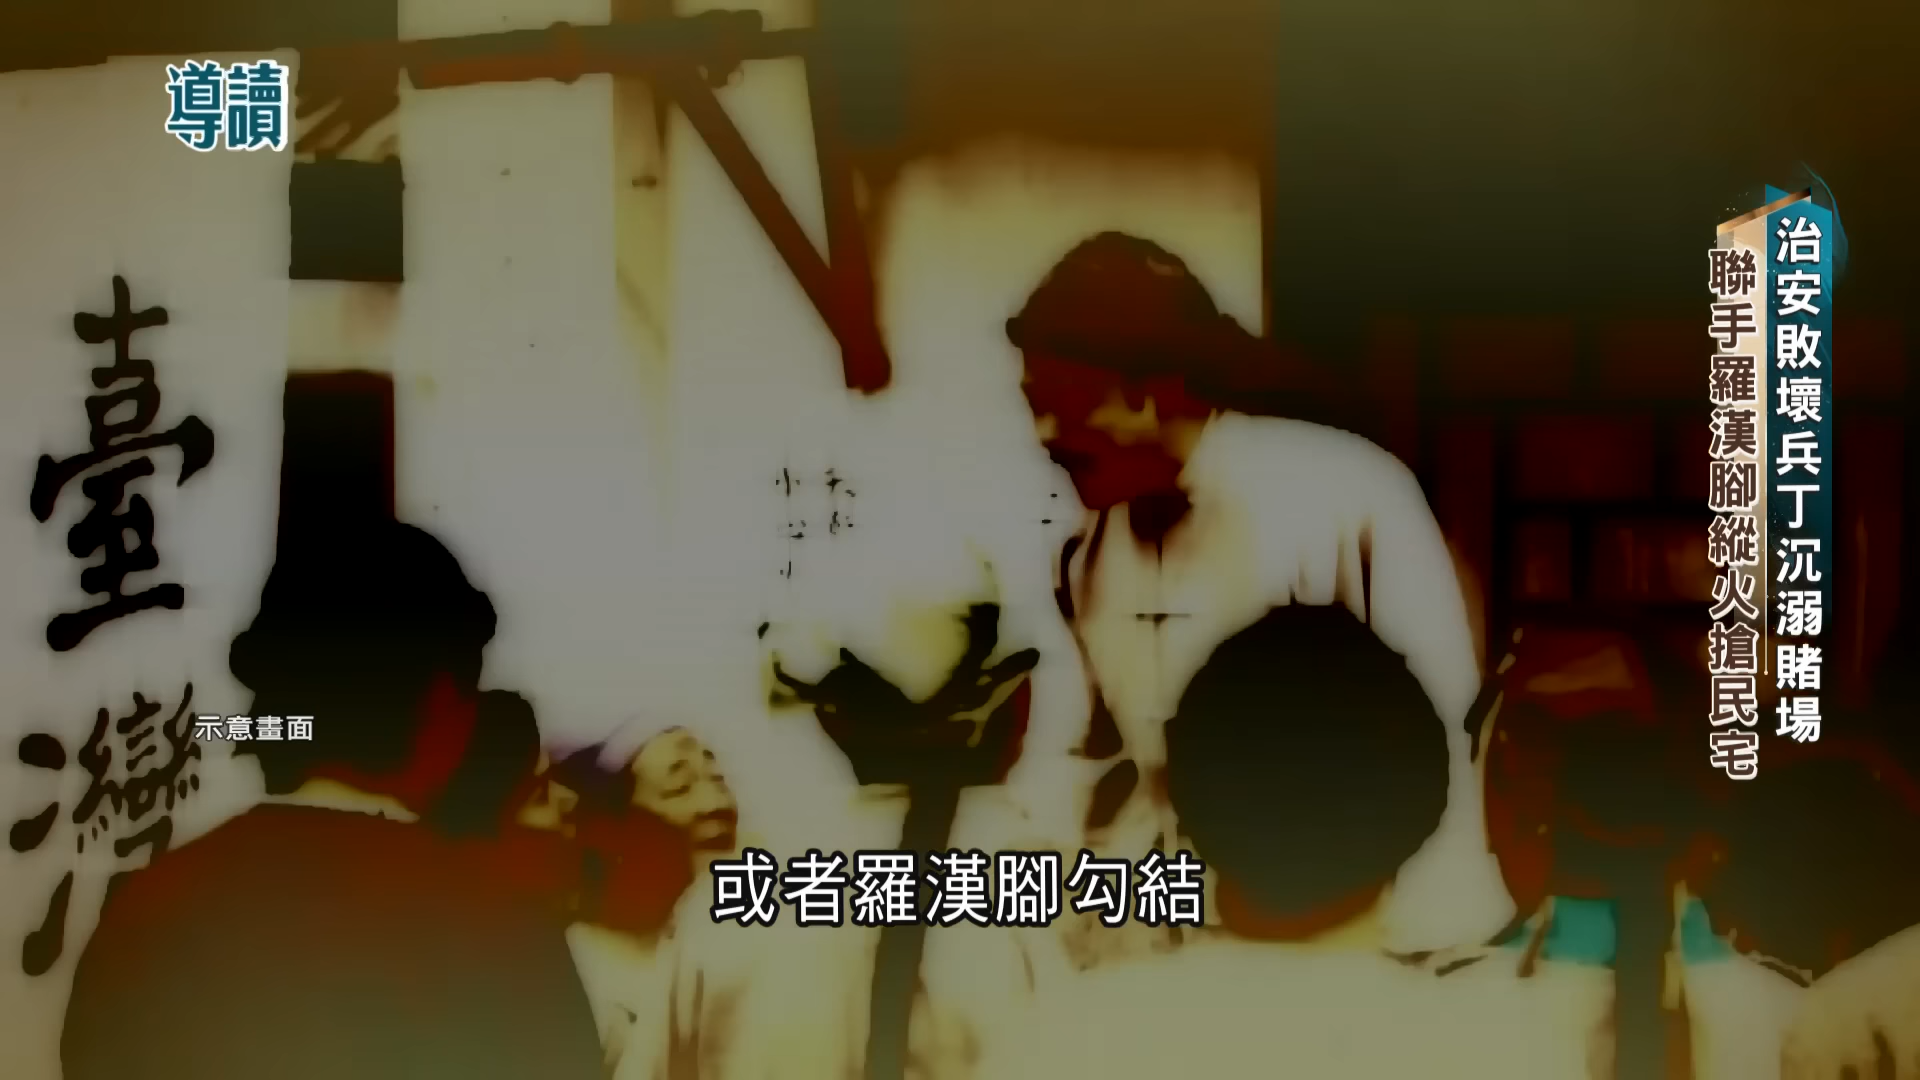 導讀
治安敗壞兵丁沉溺賭場
聯手羅漢腳縱火搶民宅
臺灣
示意畫面
或者羅漢腳勾結